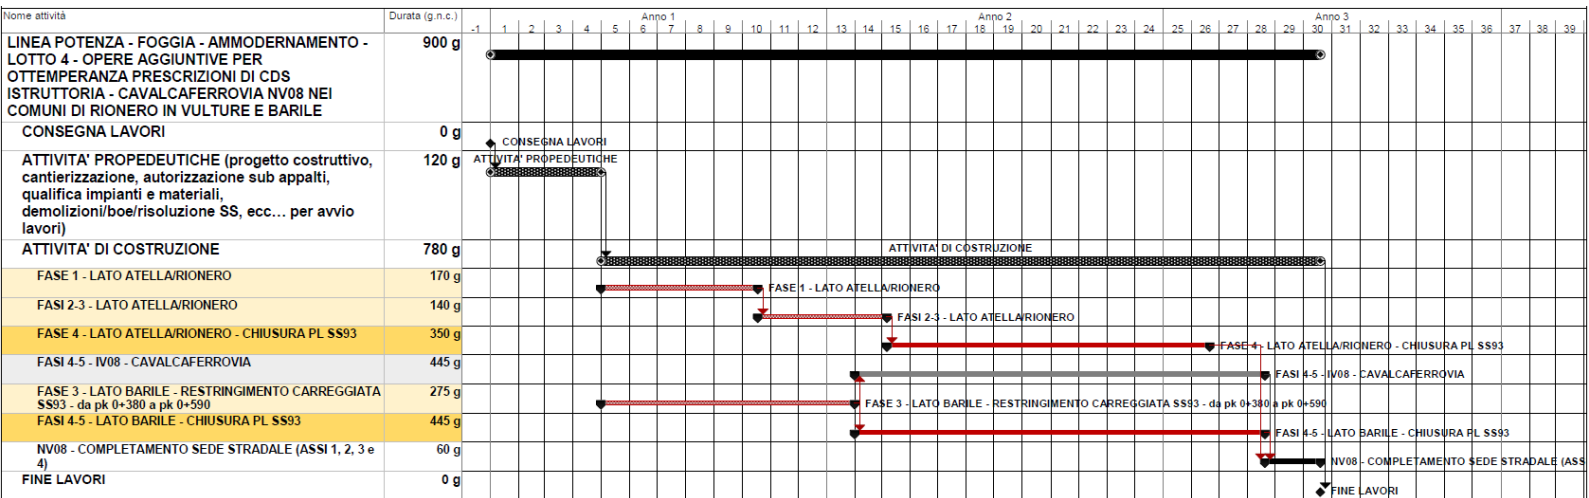 Nome attività Durata (g.n.c.) Anno 1 Anno 2 Anno 3
-1 1 2 3 4 5 6 7 8 9 10 11 12 13 14 15 16 17 18 19 20 21 22 23 24 25 26 27 28 29 30 31 32 33 34 35 36 37 38 39
LINEA POTENZA - FOGGIA - AMMODERNAMENTO - 900 g
LOTTO 4 - OPERE AGGIUNTIVE PER
OTTEMPERANZA PRESCRIZIONI DI CDS
ISTRUTTORIA - CAVALCAFERROVIA NV08 NEI
COMUNI DI RIONERO IN VULTURE E BARILE
CONSEGNA LAVORI 0 g
CONSEGNA LAVORI
ATTIVITA' PROPEDEUTICHE (progetto costruttivo, 120 g
cantierizzazione, autorizzazione sub appalti,
qualifica impianti e materiali,
demolizioni/boe/risoluzione SS, ecc... per avvio
lavori)
ATTIVITA' PROPEDEUTICHE
ATTIVITA' DI COSTRUZIONE 780 g
ATTIVITA' DI COSTRUZIONE
FASE 1 - LATO ATELLA/RIONERO 170 g
FASE 1 - LATO ATELLA/RIONERO
FASI 2-3 - LATO ATELLA/RIONERO 140 g
FASI 2-3 - LATO ATELLA/RIONERO
FASE 4 - LATO ATELLA/RIONERO - CHIUSURA PL SS93 350 g
FASE 4 - LATO ATELLA/RIONERO - CHIUSURA PL SS93
FASI 4-5 - IV08 - CAVALCAFERROVIA 445 g
FASI 4-5 - IV08 - CAVALCAFERROVIA
FASE 3 - LATO BARILE - RESTRINGIMENTO CARREGGIATA 275 g
SS93 - da pk 0+380 a pk 0+590
FASE 3 - LATO BARILE - RESTRINGIMENTO CARREGGIATA SS93 - da pk 0+380 a pk 0+590
FASI 4-5 - LATO BARILE - CHIUSURA PL SS93 445 g
FASI 4-5 - LATO BARILE - CHIUSURA PL SS93
NV08 - COMPLETAMENTO SEDE STRADALE (ASSI 1, 2, 3 e 60 g
4)
NV08 - COMPLETAMENTO SEDE STRADALE (ASS
FINE LAVORI 0 g
FINE LAVORI